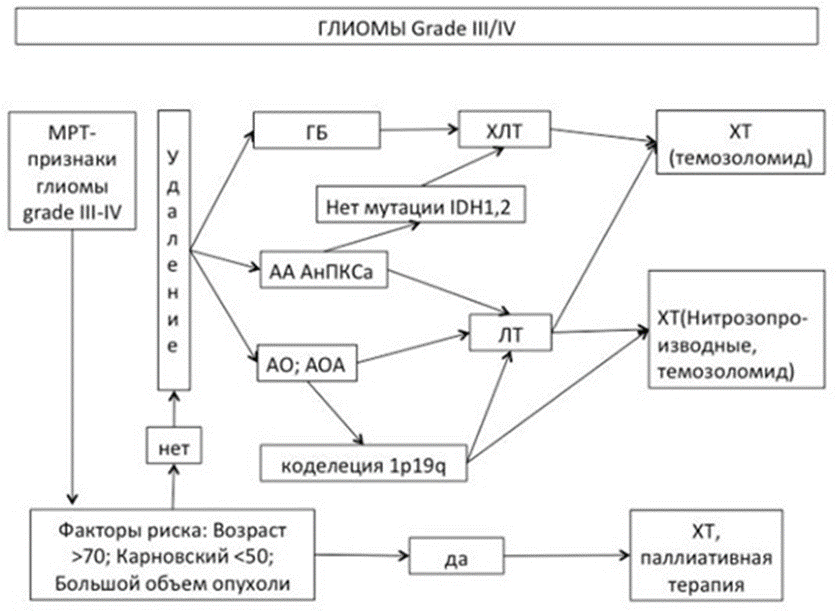 ГЛИОМЫ Grade III/IV
МРТ-
признаки
глиомы
grade III-IV
Удаление
ГБ
ХЛТ
ХТ
(темозоломид)
Нет мутации IDH1,2
АА АнПКСа
ЛТ
ХТ(Нитрозопро-
изводные,
темозоломид)
АО; АОА
нет
коделеция 1p19q
Факторы риска: Возраст
>70; Карновский <50;
Большой объем опухоли
да
ХТ,
паллиативная
терапия